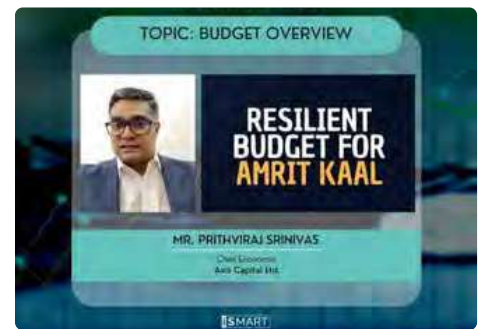 TOPIC: BUDGET OVERVIEW
RESILIENT
BUDGET FOR
AMRIT KAAL
MR. PRITHVIRAJ SRINIVAS
Chief Economist
Axis Capital Ltd.
SMART